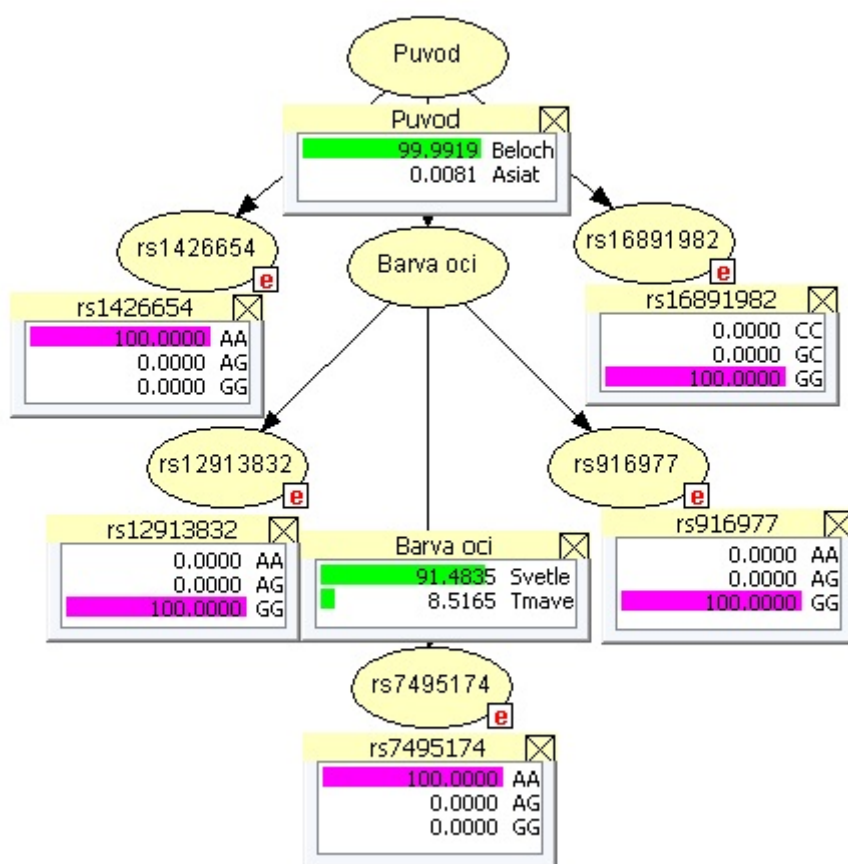 Puvod
Puvod
99.9919 Beloch
0.0081 Asiat
rs1426654
e
Barva oci
rs16891982
e
rs1426654
100.0000 AA
0.0000 AG
0.0000 GG
rs16891982
0.0000 CC
0.0000 GC
100.0000 GG
rs12913832
e
rs916977
e
rs12913832
0.0000 AA
0.0000 AG
100.0000 GG
Barva oci
91.4835 Svetle
8.5165 Tmave
rs916977
0.0000 AA
0.0000 AG
100.0000 GG
rs7495174
e
rs7495174
100.0000 AA
0.0000 AG
0.0000 GG